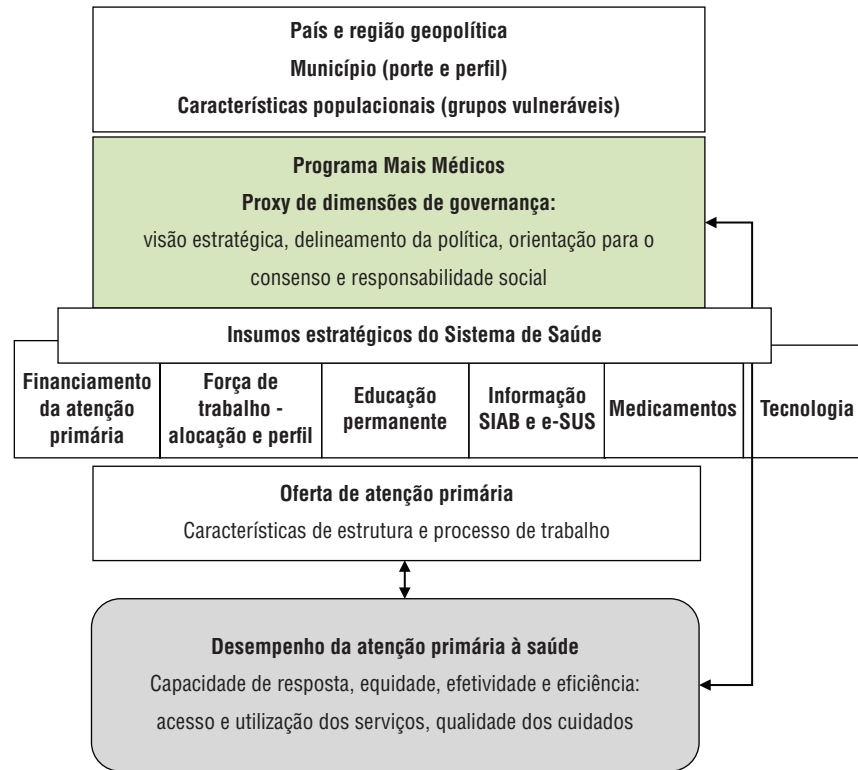 País e região geopolítica
Município (porte e perfil)
Características populacionais (grupos vulneráveis)
Programa Mais Médicos
Proxy de dimensões de governança:
visão estratégica, delineamento da política, orientação para o
consenso e responsabilidade social
Insumos estratégicos do Sistema de Saúde
Financiamento
da atenção
primária
Força de
trabalho -
alocação e perfil
Educação
permanente
Informação
SIAB e e-SUS
Medicamentos
Tecnologia
Oferta de atenção primária
Características de estrutura e processo de trabalho
Desempenho da atenção primária à saúde
Capacidade de resposta, equidade, efetividade e eficiência:
acesso e utilização dos serviços, qualidade dos cuidados